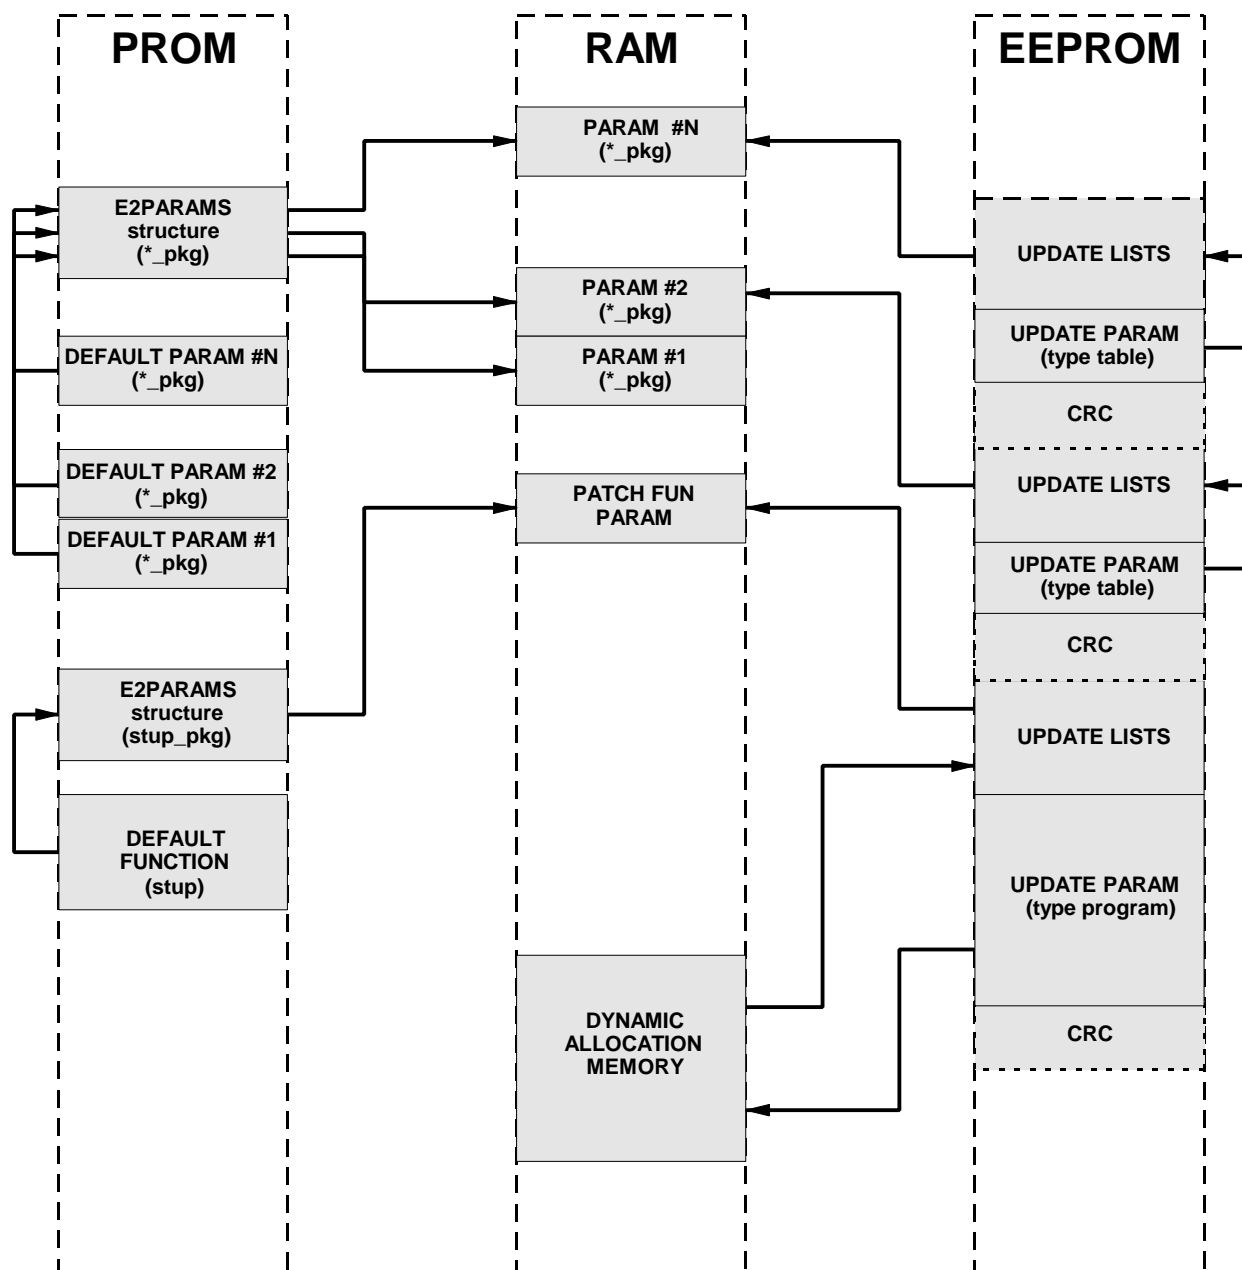 PROM
E2PARAMS
structure
(*_pkg)
DEFAULT PARAM #N
(*_pkg)
DEFAULT PARAM #2
(*_pkg)
DEFAULT PARAM #1
(*_pkg)
E2PARAMS
structure
(stup_pkg)
DEFAULT
FUNCTION
(stup)
RAM
PARAM #N
(*_pkg)
PARAM #2
(*_pkg)
PARAM #1
(*_pkg)
PATCH FUN
PARAM
DYNAMIC
ALLOCATION
MEMORY
EEPROM
UPDATE LISTS
UPDATE PARAM
(type table)
CRC
UPDATE LISTS
UPDATE PARAM
(type table)
CRC
UPDATE LISTS
UPDATE PARAM
(type program)
CRC